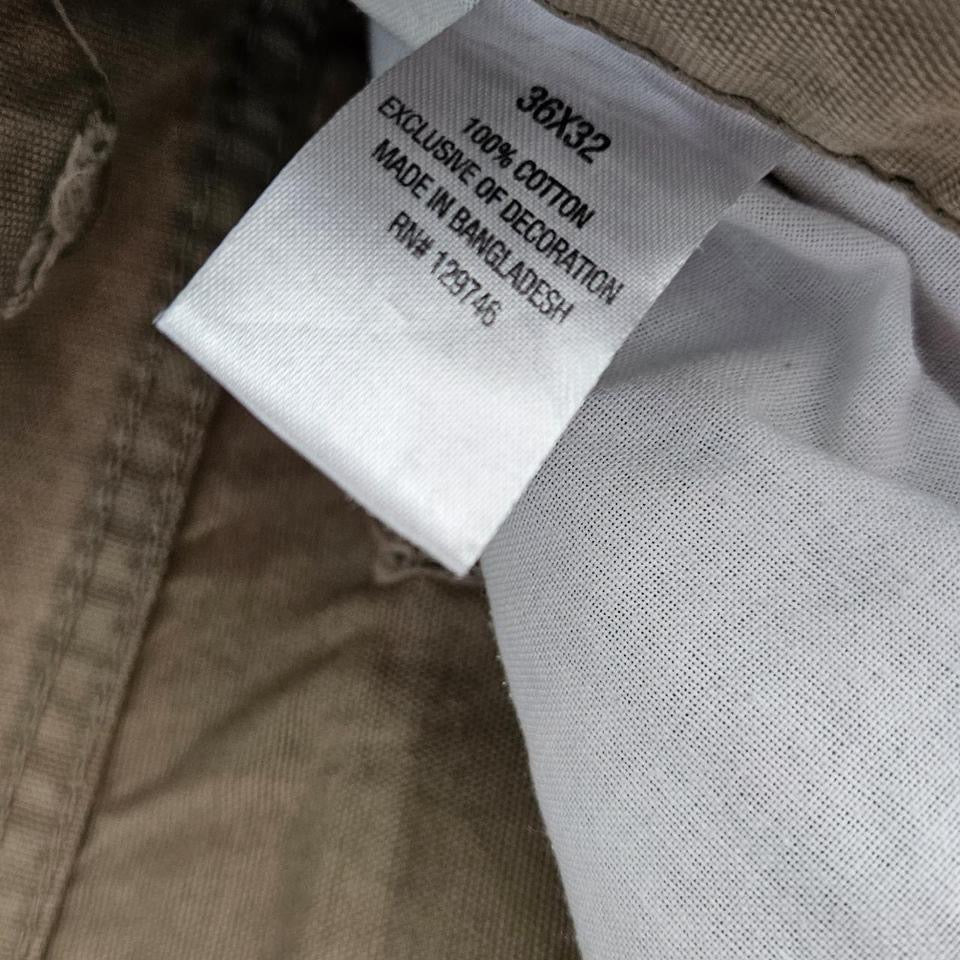 36X32
100% COTTON
EXCLUSIVE OF DECORATION
MADE IN BANGLADESH
RN# 129746